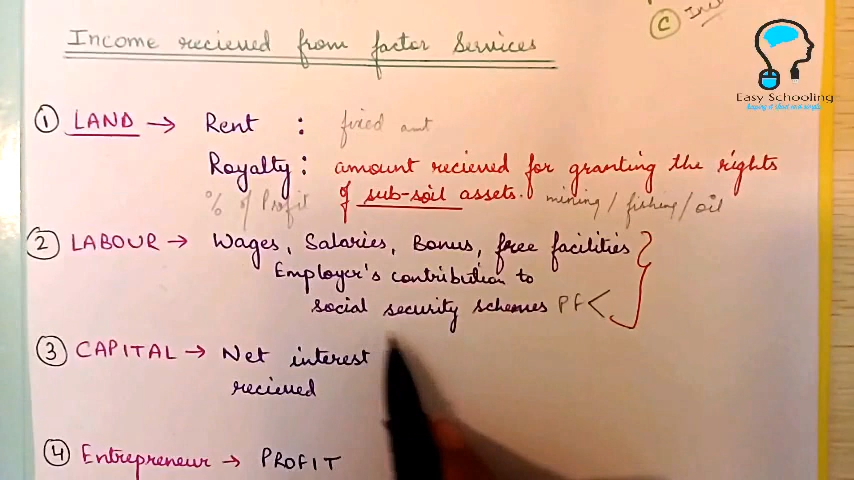 C
Income recieved from factor Services
Easy Schooling
① LAND → Rent : fixed amt
Royalty : amount recieved for granting the rights
% of Profit of sub-soil assets. mining / fishing / oil
② LABOUR → Wages, Salaries, Bonus, free facilities
Employer's contribution to
social security schemes PF <
③ CAPITAL → Net interest
recieved
④ Entrepreneur → PROFIT